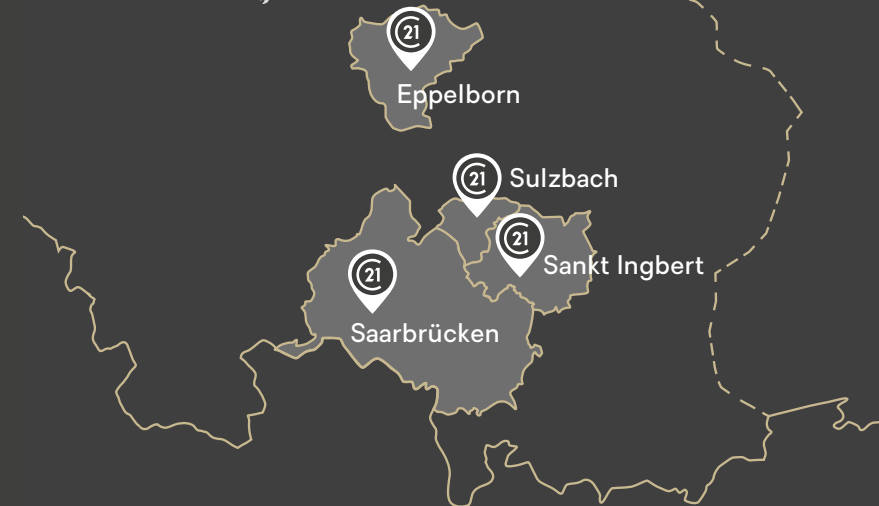 21
Eppelborn
21
Sulzbach
21
Sankt Ingbert
21
Saarbrücken